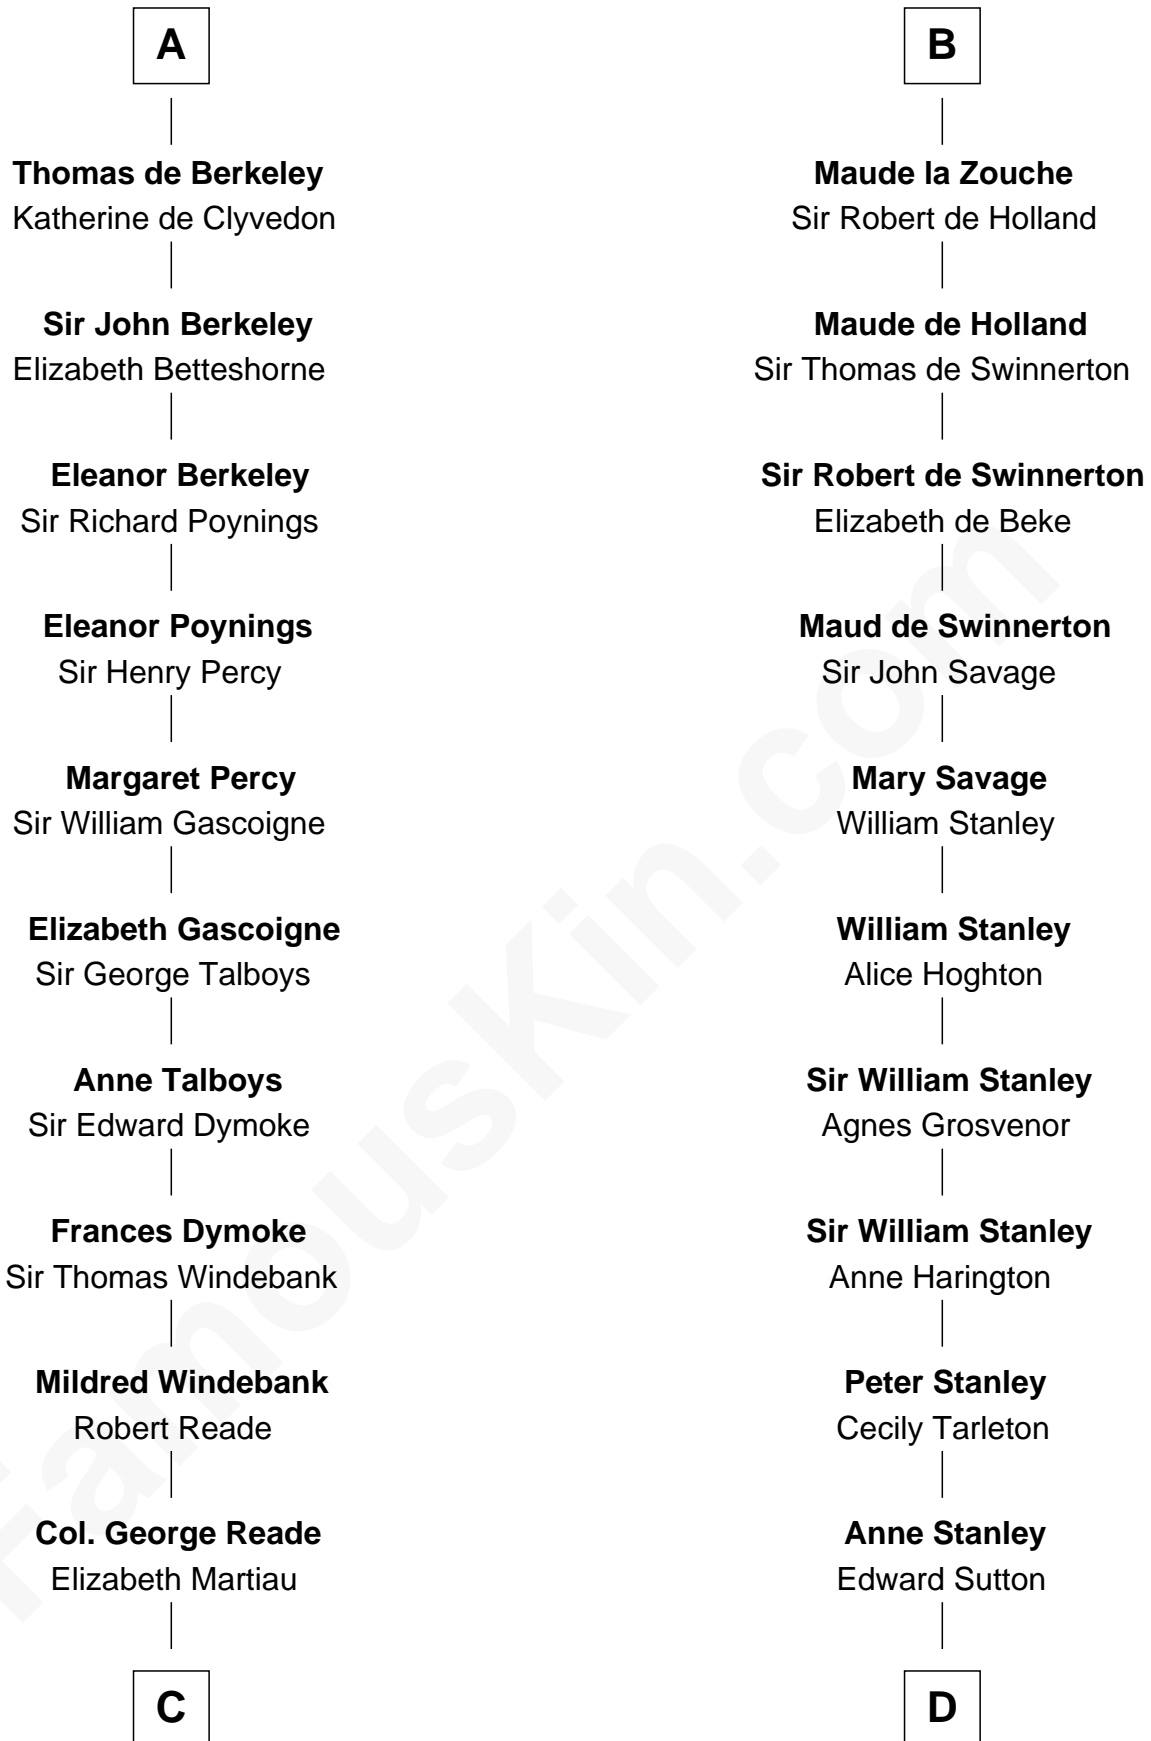 A
Thomas de Berkeley
Katherine de Clyvedon
Sir John Berkeley
Elizabeth Betteshorne
Eleanor Berkeley
Sir Richard Poynings
Eleanor Poynings
Sir Henry Percy
Margaret Percy
Sir William Gascoigne
Elizabeth Gascoigne
Sir George Talboys
Anne Talboys
Sir Edward Dymoke
Frances Dymoke
Sir Thomas Windebank
Mildred Windebank
Robert Reade
Col. George Reade
Elizabeth Martiau
C
B
Maude la Zouche
Sir Robert de Holland
Maude de Holland
Sir Thomas de Swinnerton
Sir Robert de Swinnerton
Elizabeth de Beke
Maud de Swinnerton
Sir John Savage
Mary Savage
William Stanley
William Stanley
Alice Hoghton
Sir William Stanley
Agnes Grosvenor
Sir William Stanley
Anne Harington
Peter Stanley
Cecily Tarleton
Anne Stanley
Edward Sutton
D
FamousKin.com